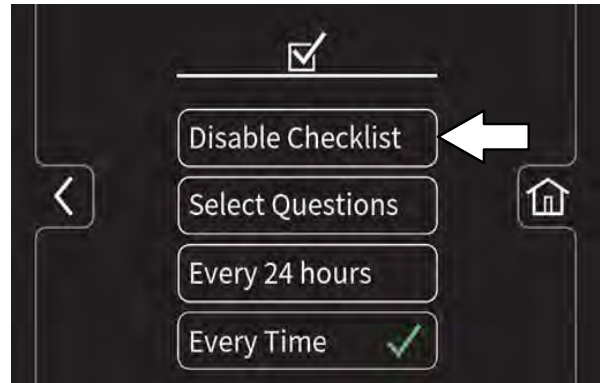 Disable Checklist
Select Questions
Every 24 hours
Every Time